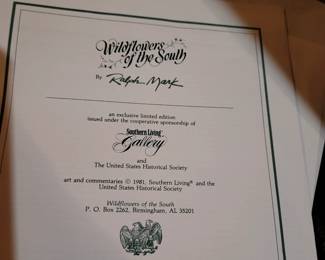 Wildflowers
of the South
By Ralph Mark
an exclusive limited edition
issued under the cooperative sponsorship of
Southern Living
Gallery
and
The United States Historical Society
art and commentaries © 1981, Southern Living® and the
United States Historical Society
Wildflowers of the South
P. O. Box 2262, Birmingham, AL 35201